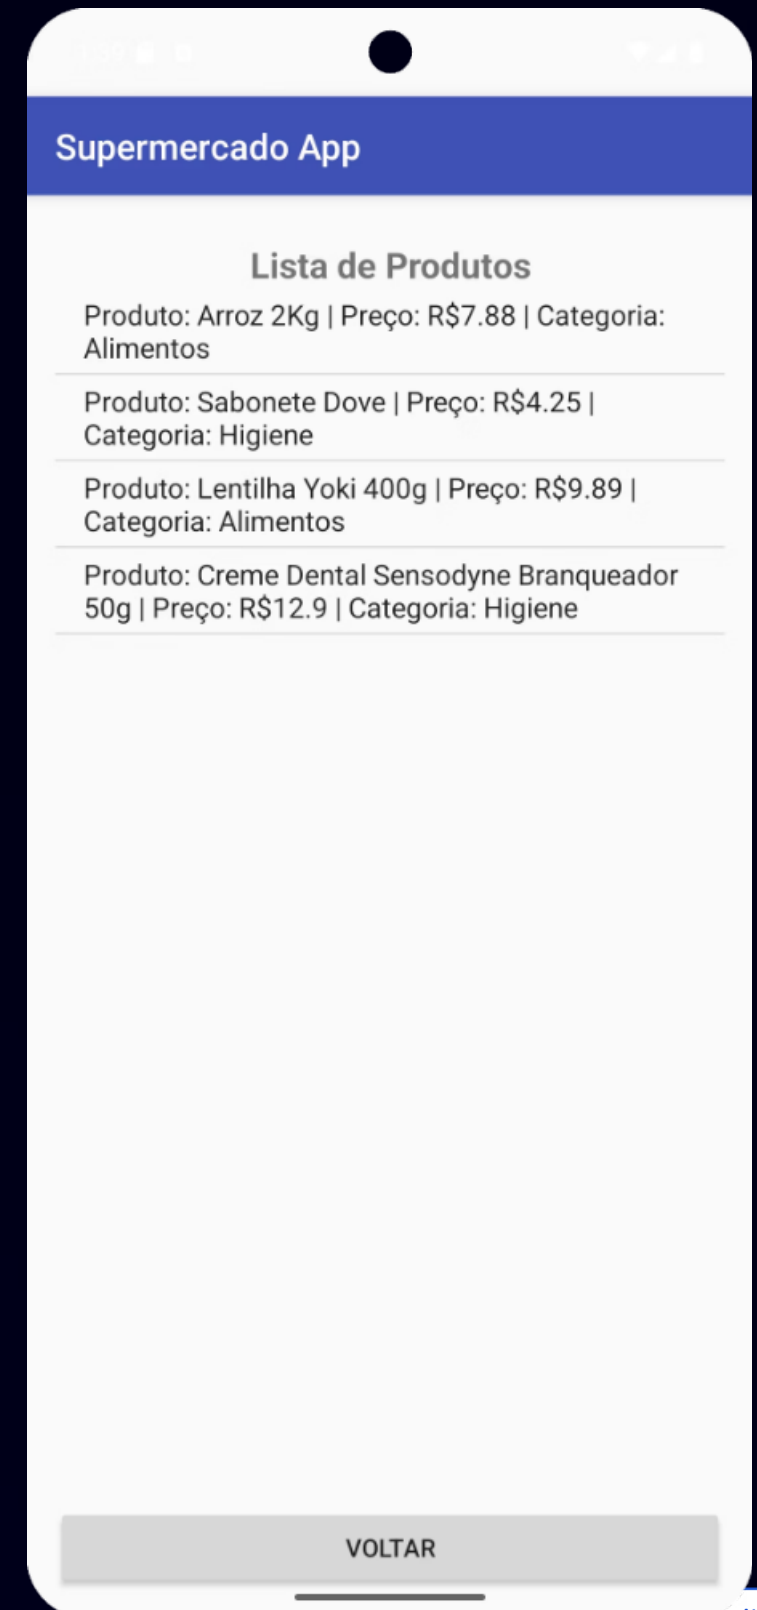 Supermercado App
Lista de Produtos
Produto: Arroz 2Kg | Preço: R$7.88 | Categoria:
Alimentos
Produto: Sabonete Dove | Preço: R$4.25 |
Categoria: Higiene
Produto: Lentilha Yoki 400g | Preço: R$9.89 |
Categoria: Alimentos
Produto: Creme Dental Sensodyne Branqueador
50g | Preço: R$12.9 | Categoria: Higiene
VOLTAR